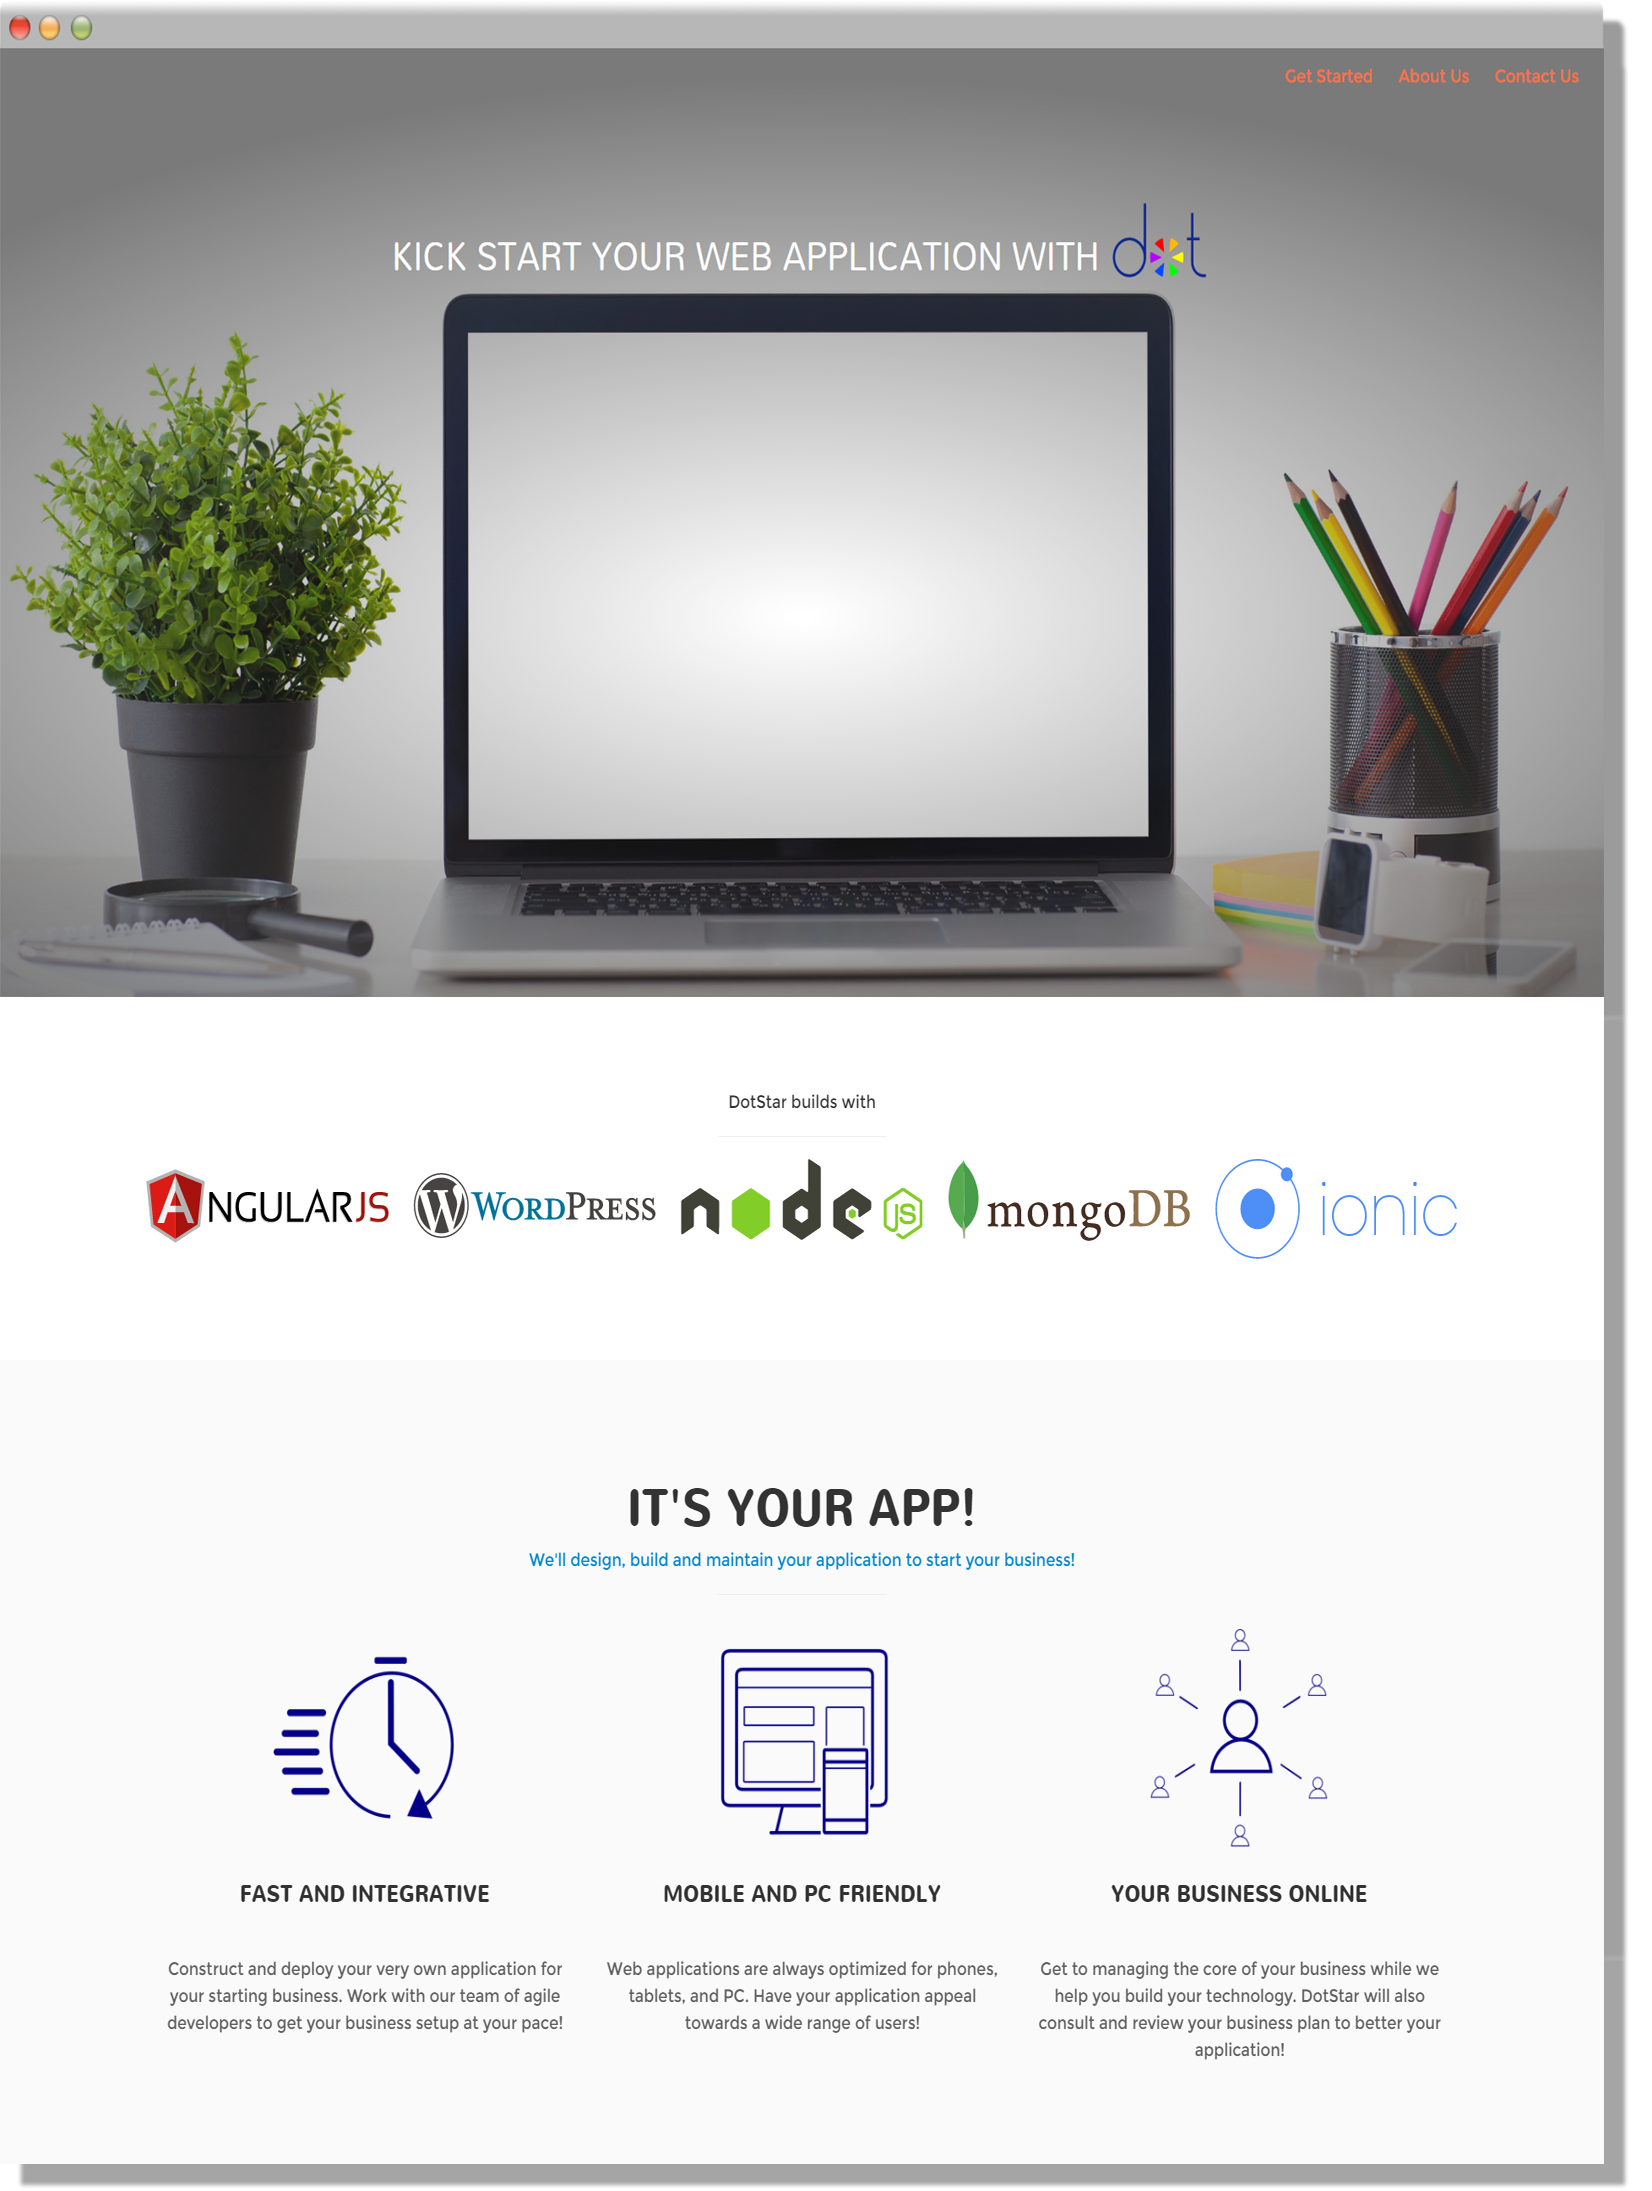 Get Started About Us Contact Us
KICK START YOUR WEB APPLICATION WITH dot
DotStar builds with
ANGULARJS WORDPRESS node JS mongoDB ionic
IT'S YOUR APP!
We'll design, build and maintain your application to start your business!
FAST AND INTEGRATIVE
Construct and deploy your very own application for
your starting business. Work with our team of agile
developers to get your business setup at your pace!
MOBILE AND PC FRIENDLY
Web applications are always optimized for phones,
tablets, and PC. Have your application appeal
towards a wide range of users!
YOUR BUSINESS ONLINE
Get to managing the core of your business while we
help you build your technology. DotStar will also
consult and review your business plan to better your
application!